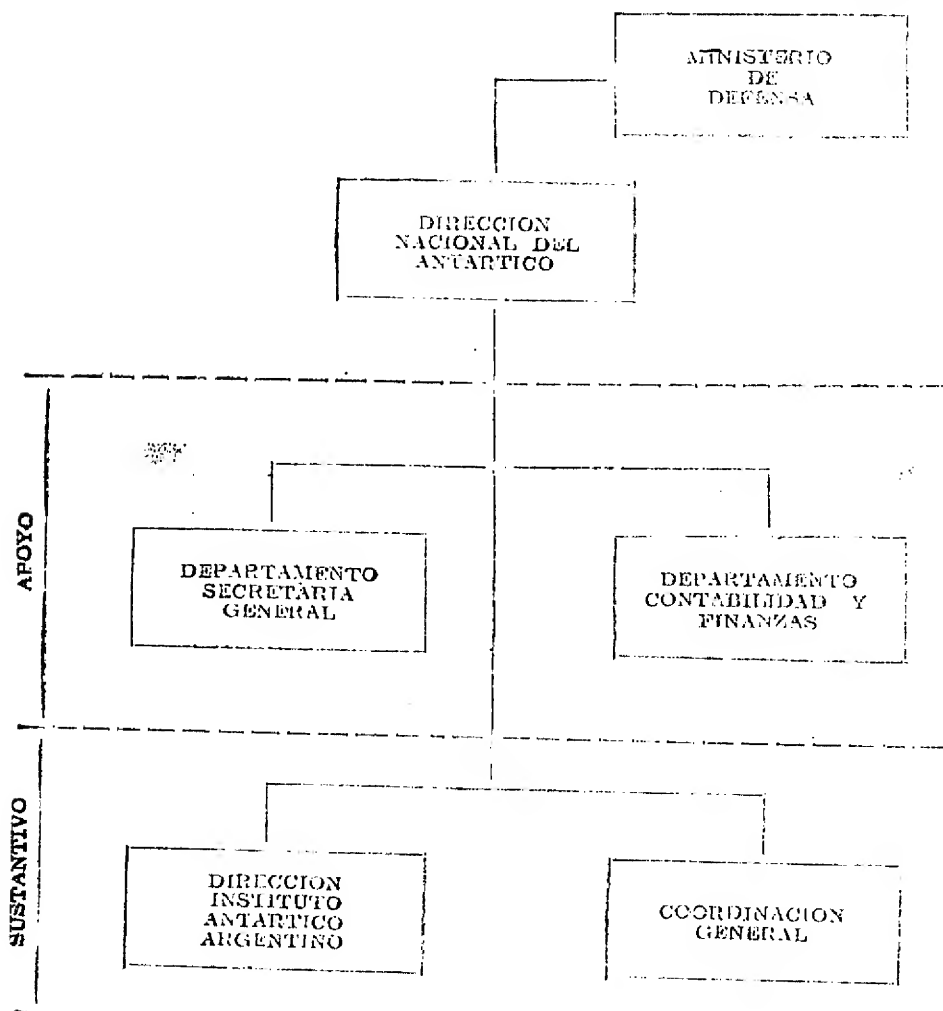 MINISTERIO
DE
DEFENSA
DIRECCION
NACIONAL DEL
ANTARTICO
APOYO
DEPARTAMENTO
SECRETARIA
GENERAL
DEPARTAMENTO
CONTABILIDAD Y
FINANZAS
SUSTANTIVO
DIRECCION
INSTITUTO
ANTARTICO
ARGENTINO
COORDINACION
GENERAL